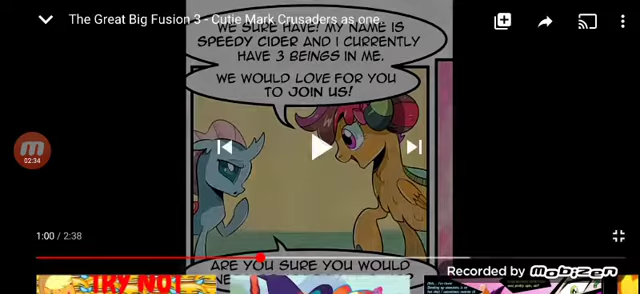 The Great Big Fusion 3 - Cutie Mark Crusaders as one
WE SURE HAVE! MY NAME IS
SPEEDY CIDER AND I CURRENTLY
HAVE 3 BEINGS IN ME.
WE WOULD LOVE FOR YOU
TO JOIN US!
02:34
1:00 / 2:38
ARE YOU SURE YOU WOULD
Recorded by mobizen
TRY NOT